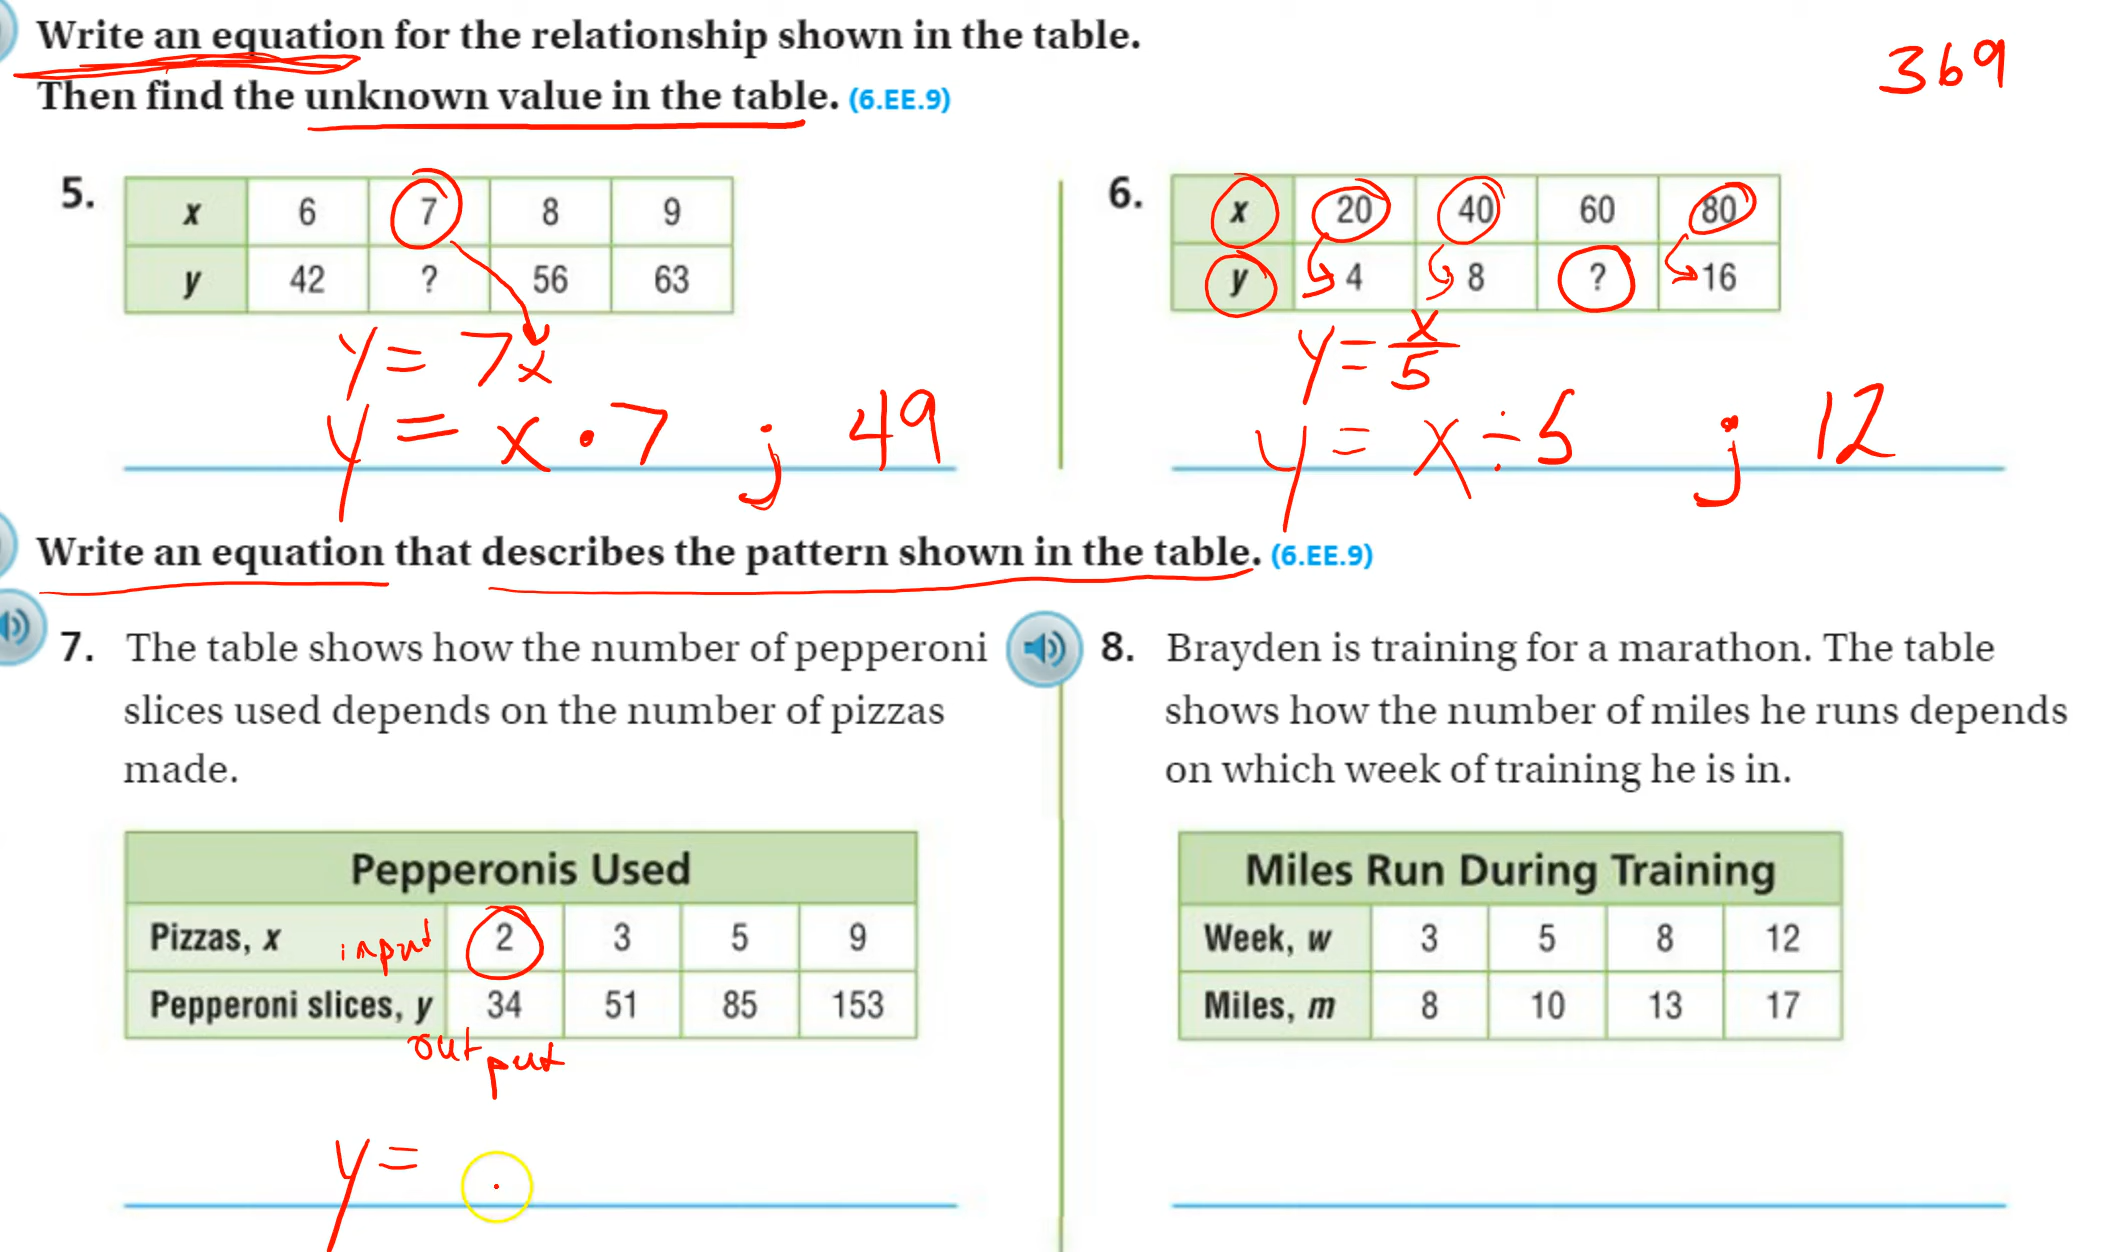 Write an equation for the relationship shown in the table.
369
Then find the unknown value in the table. (6.EE.9)
5.
x 6 7 8 9
y 42 ? 56 63
y = 7x
y = x · 7 ; 49
6.
x 20 40 60 80
y 4 8 ? 16
y = x/5
y = x ÷ 5 ; 12
Write an equation that describes the pattern shown in the table. (6.EE.9)
7. The table shows how the number of pepperoni
slices used depends on the number of pizzas
made.
Pepperonis Used
Pizzas, x input 2 3 5 9
Pepperoni slices, y 34 51 85 153
output
y =
8. Brayden is training for a marathon. The table
shows how the number of miles he runs depends
on which week of training he is in.
Miles Run During Training
Week, w 3 5 8 12
Miles, m 8 10 13 17